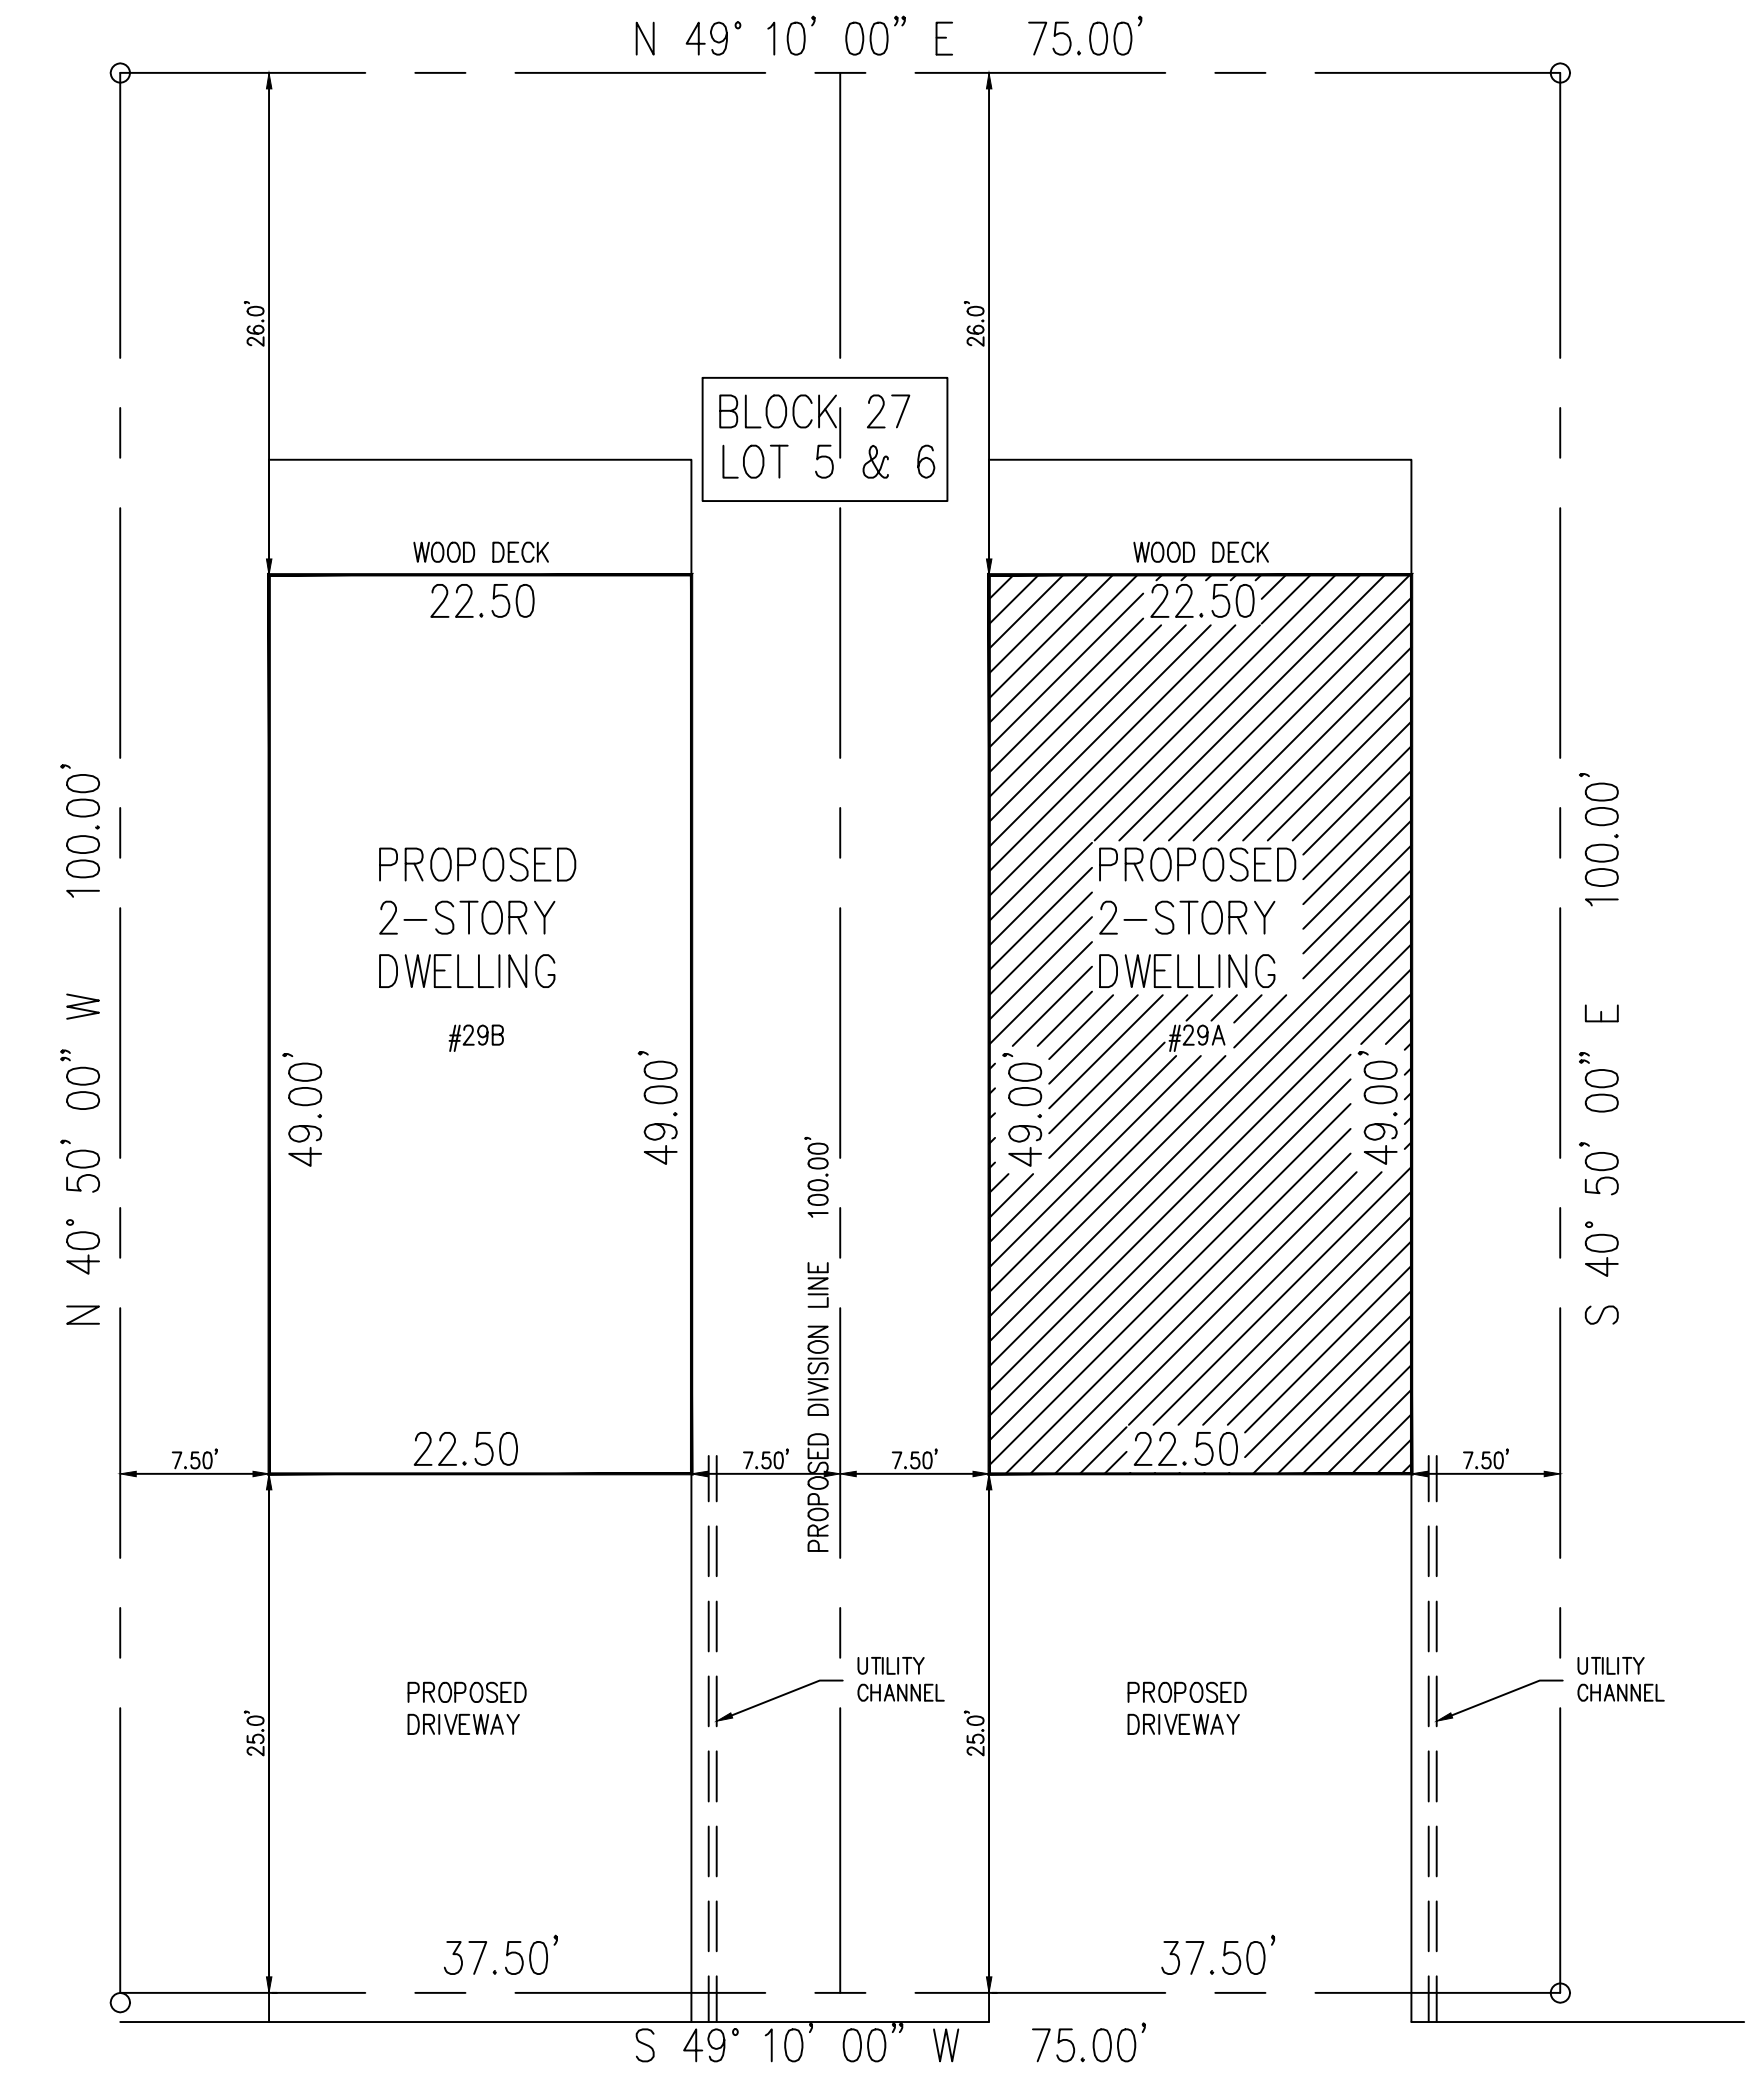 N 49° 10' 00" E 75.00'
26.0'
26.0'
BLOCK 27
LOT 5 & 6
WOOD DECK
22.50
WOOD DECK
22.50
N 40° 50' 00" W 100.00'
PROPOSED
2-STORY
DWELLING
#29B
49.00'
49.00'
PROPOSED DIVISION LINE 100.00'
PROPOSED
2-STORY
DWELLING
#29A
49.00'
49.00'
S 40° 50' 00" E 100.00'
22.50
22.50
7.50'
7.50'
7.50'
7.50'
25.0'
PROPOSED
DRIVEWAY
UTILITY
CHANNEL
25.0'
PROPOSED
DRIVEWAY
UTILITY
CHANNEL
37.50'
37.50'
S 49° 10' 00" W 75.00'